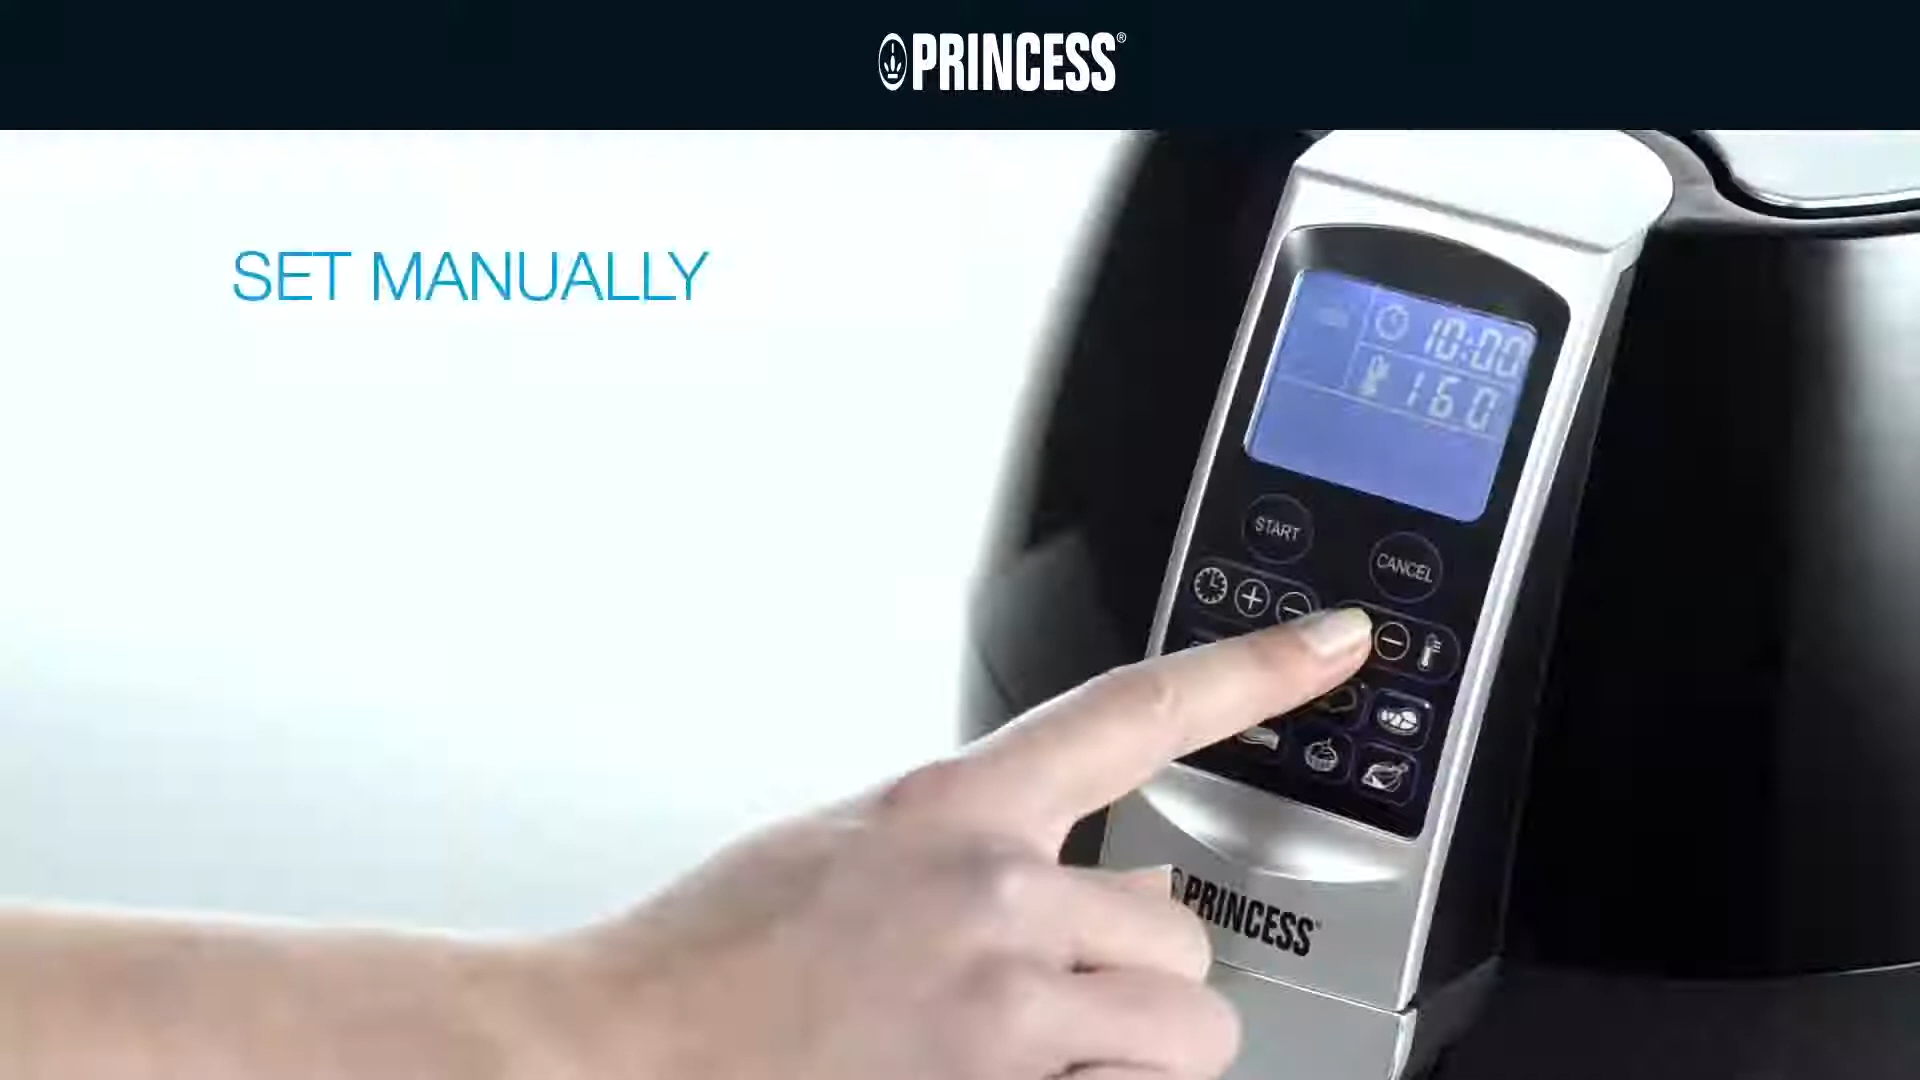 PRINCESS®
SET MANUALLY
10:00
160
START
CANCEL
PRINCESS